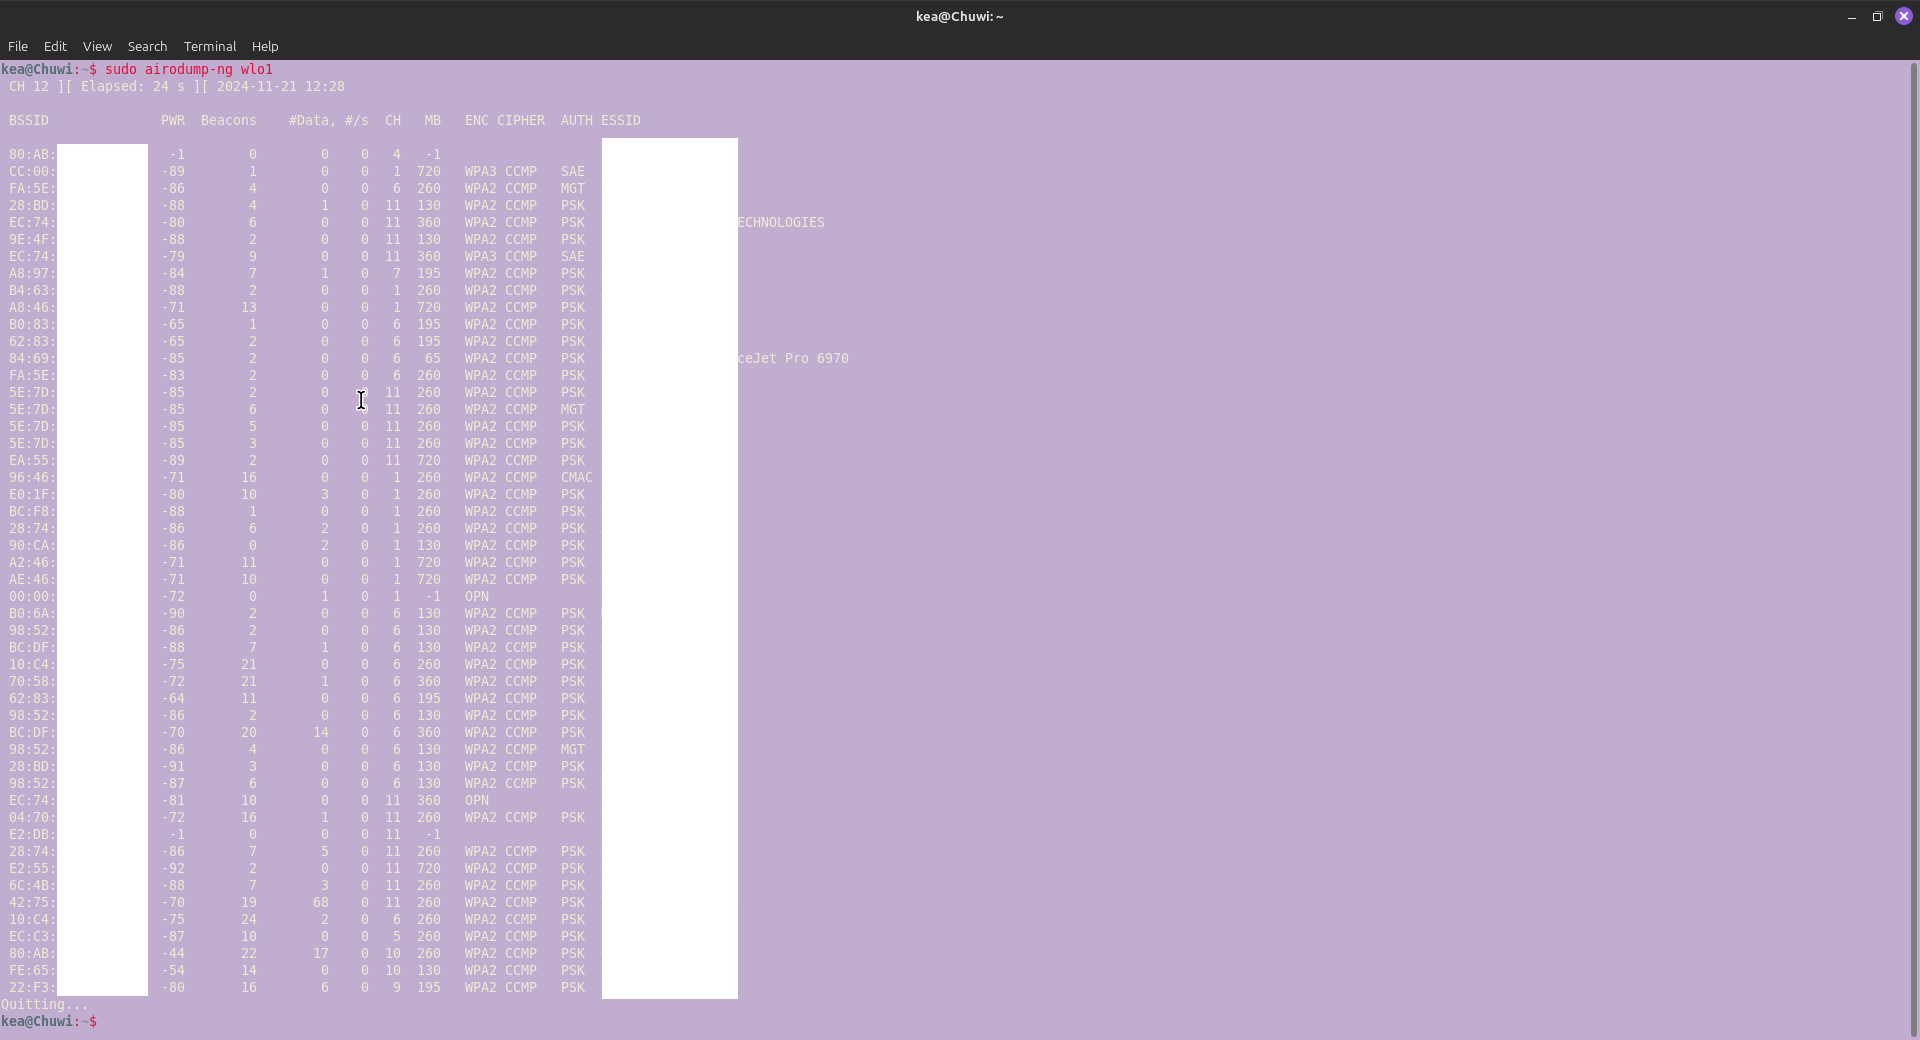 kea@Chuwi: ~
File Edit View Search Terminal Help
kea@Chuwi:~$ sudo airodump-ng wlo1
CH 12 ][ Elapsed: 24 s ][ 2024-11-21 12:28
BSSID PWR Beacons #Data, #/s CH MB ENC CIPHER AUTH ESSID
80:AB: -1 0 0 0 4 -1
CC:00: -89 1 0 0 1 720 WPA3 CCMP SAE
FA:5E: -86 4 0 0 6 260 WPA2 CCMP MGT
28:BD: -88 4 1 0 11 130 WPA2 CCMP PSK
EC:74: -80 6 0 0 11 360 WPA2 CCMP PSK ECHNOLOGIES
9E:4F: -88 2 0 0 11 130 WPA2 CCMP PSK
EC:74: -79 9 0 0 11 360 WPA3 CCMP SAE
A8:97: -84 7 1 0 7 195 WPA2 CCMP PSK
B4:63: -88 2 0 0 1 260 WPA2 CCMP PSK
A8:46: -71 13 0 0 1 720 WPA2 CCMP PSK
B0:83: -65 1 0 0 6 195 WPA2 CCMP PSK
62:83: -65 2 0 0 6 195 WPA2 CCMP PSK
84:69: -85 2 0 0 6 65 WPA2 CCMP PSK ceJet Pro 6970
FA:5E: -83 2 0 0 6 260 WPA2 CCMP PSK
5E:7D: -85 2 0 0 11 260 WPA2 CCMP PSK
5E:7D: -85 6 0 0 11 260 WPA2 CCMP MGT
5E:7D: -85 5 0 0 11 260 WPA2 CCMP PSK
5E:7D: -85 3 0 0 11 260 WPA2 CCMP PSK
EA:55: -89 2 0 0 11 720 WPA2 CCMP PSK
96:46: -71 16 0 0 1 260 WPA2 CCMP CMAC
E0:1F: -80 10 3 0 1 260 WPA2 CCMP PSK
BC:F8: -88 1 0 0 1 260 WPA2 CCMP PSK
28:74: -86 6 2 0 1 260 WPA2 CCMP PSK
90:CA: -86 0 2 0 1 130 WPA2 CCMP PSK
A2:46: -71 11 0 0 1 720 WPA2 CCMP PSK
AE:46: -71 10 0 0 1 720 WPA2 CCMP PSK
00:00: -72 0 1 0 1 -1 OPN
B0:6A: -90 2 0 0 6 130 WPA2 CCMP PSK
98:52: -86 2 0 0 6 130 WPA2 CCMP PSK
BC:DF: -88 7 1 0 6 130 WPA2 CCMP PSK
10:C4: -75 21 0 0 6 260 WPA2 CCMP PSK
70:58: -72 21 1 0 6 360 WPA2 CCMP PSK
62:83: -64 11 0 0 6 195 WPA2 CCMP PSK
98:52: -86 2 0 0 6 130 WPA2 CCMP PSK
BC:DF: -70 20 14 0 6 360 WPA2 CCMP PSK
98:52: -86 4 0 0 6 130 WPA2 CCMP MGT
28:BD: -91 3 0 0 6 130 WPA2 CCMP PSK
98:52: -87 6 0 0 6 130 WPA2 CCMP PSK
EC:74: -81 10 0 0 11 360 OPN
04:70: -72 16 1 0 11 260 WPA2 CCMP PSK
E2:DB: -1 0 0 0 11 -1
28:74: -86 7 5 0 11 260 WPA2 CCMP PSK
E2:55: -92 2 0 0 11 720 WPA2 CCMP PSK
6C:4B: -88 7 3 0 11 260 WPA2 CCMP PSK
42:75: -70 19 68 0 11 260 WPA2 CCMP PSK
10:C4: -75 24 2 0 6 260 WPA2 CCMP PSK
EC:C3: -87 10 0 0 5 260 WPA2 CCMP PSK
80:AB: -44 22 17 0 10 260 WPA2 CCMP PSK
FE:65: -54 14 0 0 10 130 WPA2 CCMP PSK
22:F3: -80 16 6 0 9 195 WPA2 CCMP PSK
Quitting...
kea@Chuwi:~$